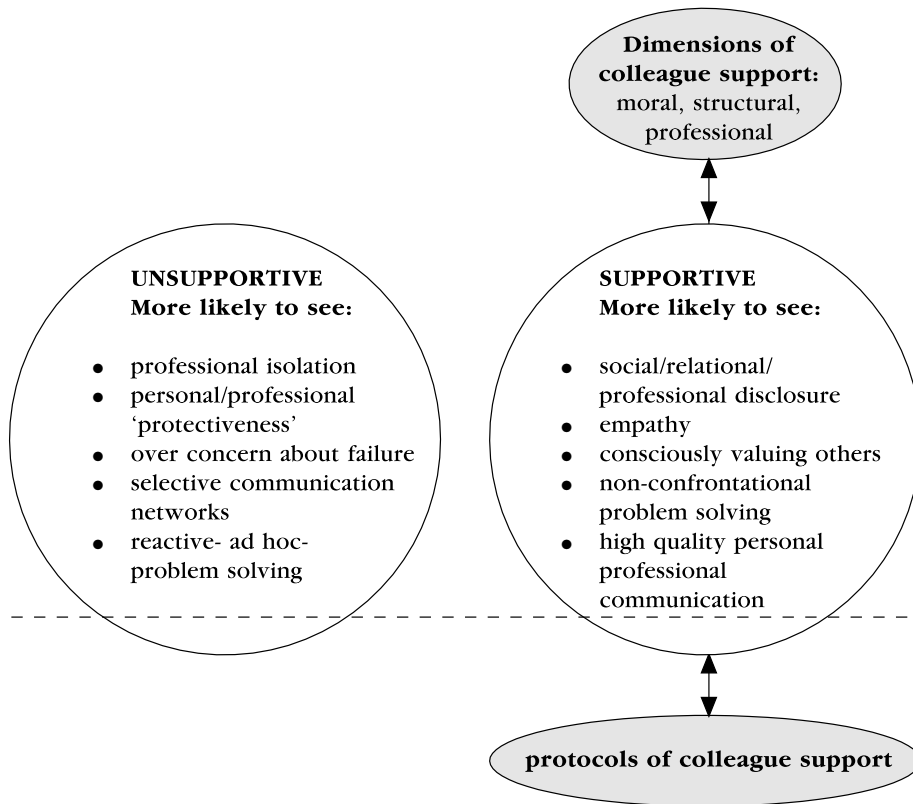 Dimensions of
colleague support:
moral, structural,
professional
UNSUPPORTIVE
More likely to see:
● professional isolation
● personal/professional
‘protectiveness’
● over concern about failure
● selective communication
networks
● reactive- ad hoc-
problem solving
SUPPORTIVE
More likely to see:
● social/relational/
professional disclosure
● empathy
● consciously valuing others
● non-confrontational
problem solving
● high quality personal
professional
communication
protocols of colleague support